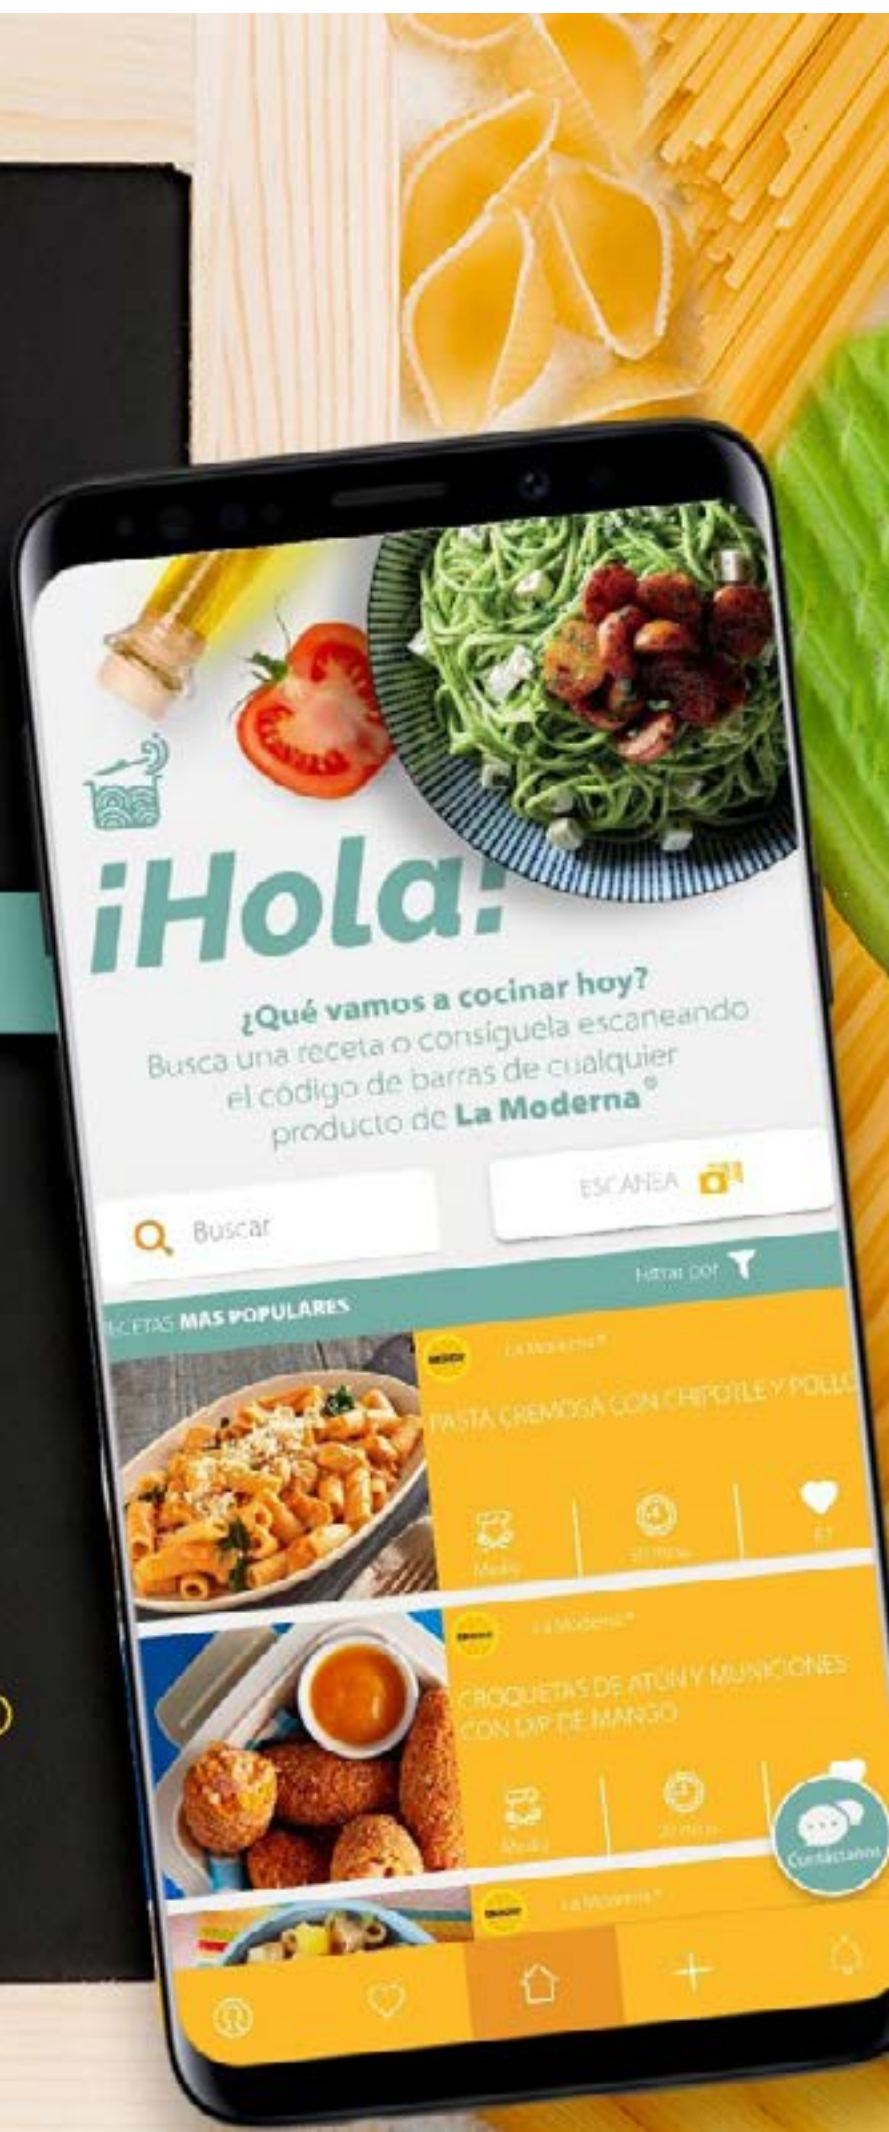 ¡Hola!
¿Qué vamos a cocinar hoy?
Busca una receta o consíguela escaneando
el código de barras de cualquier
producto de La Moderna®
Buscar
ESCANEA
RECETAS MAS POPULARES
Filtrar por
La Moderna®
PASTA CREMOSA CON CHIPOTLE Y POLLO
Medio
La Moderna®
CROQUETAS DE ATÚN Y MUNICIONES
CON DIP DE MANGO
Medio
20 mins
Contáctanos
La Moderna®